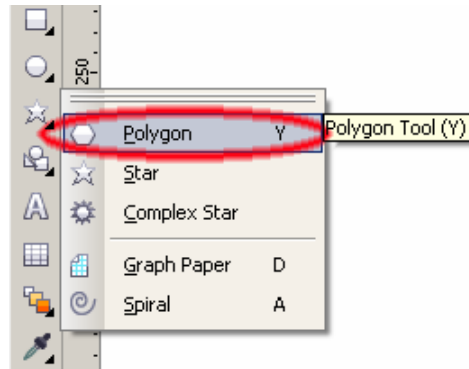 250
Polygon Y
Polygon Tool (Y)
Star
Complex Star
Graph Paper D
Spiral A